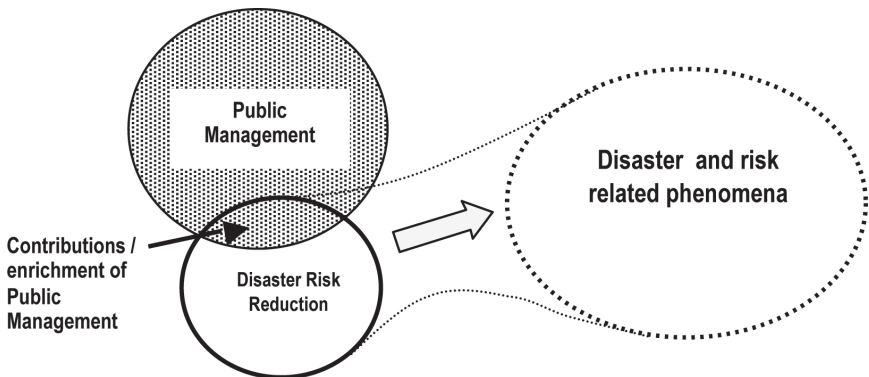 Public
Management
Disaster and risk
related phenomena
Contributions /
enrichment of
Public
Management
Disaster Risk
Reduction